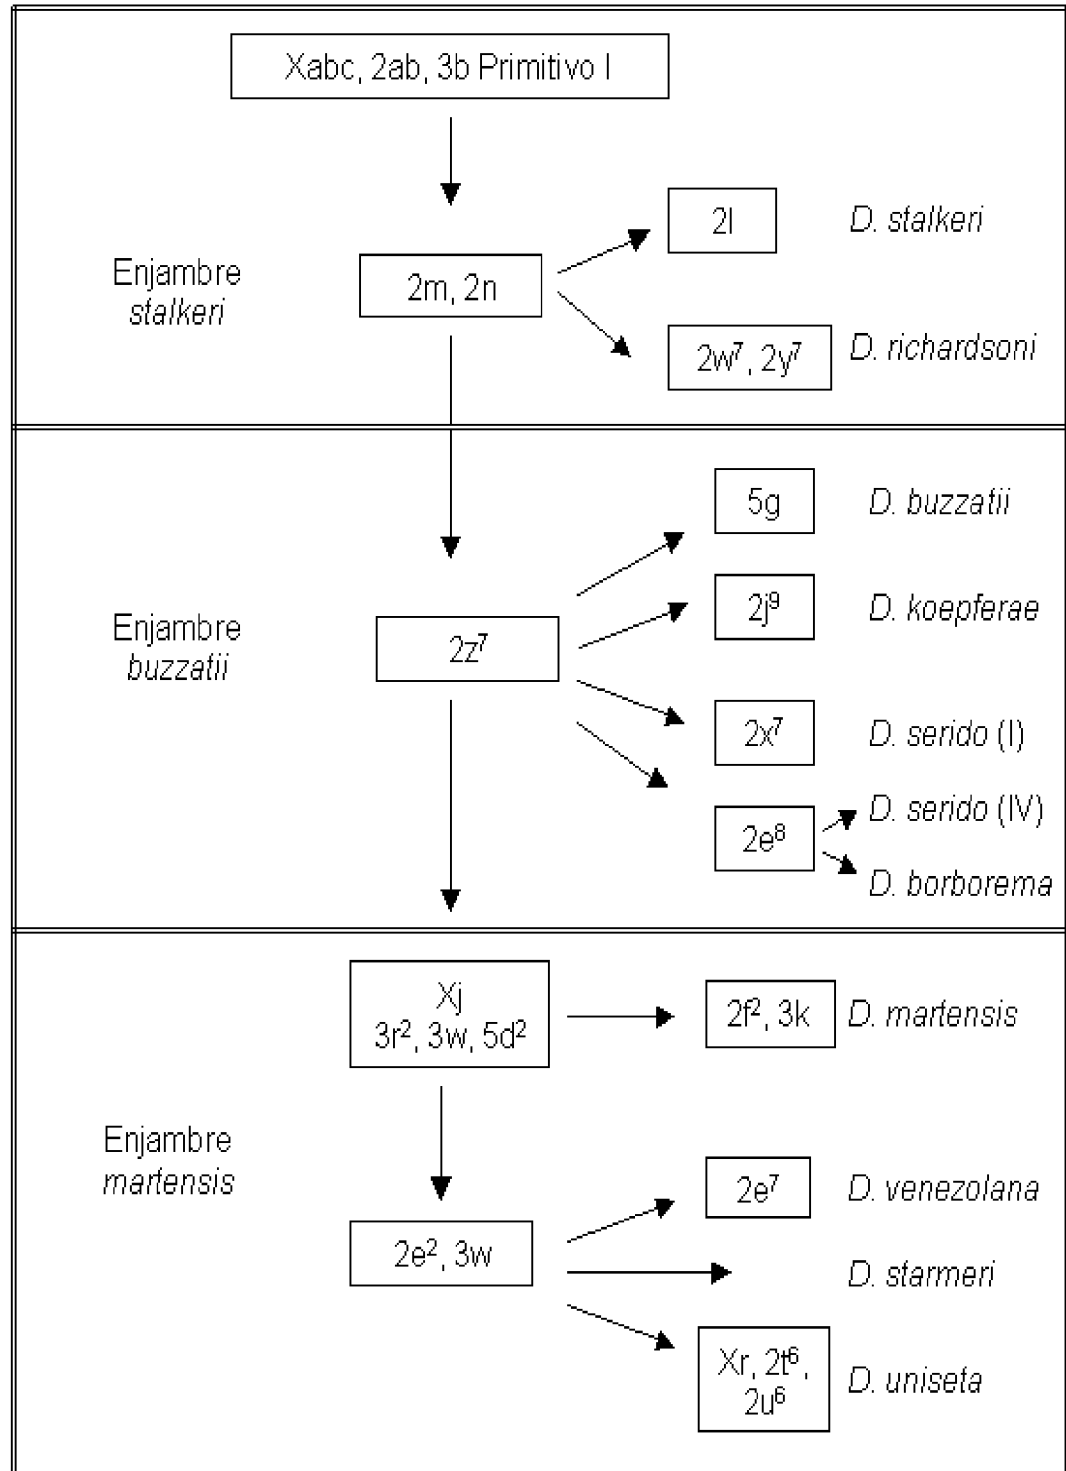 Xabc, 2ab, 3b Primitivo I
2l
D. stalkeri
Enjambre
stalkeri
2m, 2n
2w⁷, 2y⁷
D. richardsoni
5g
D. buzzatii
2j⁹
D. koepferae
Enjambre
buzzatii
2z⁷
2x⁷
D. serido (I)
D. serido (IV)
2e⁸
D. borborema
Xj
3r², 3w, 5d²
2f², 3k
D. martensis
Enjambre
martensis
2e⁷
D. venezolana
2e², 3w
D. starmeri
Xr, 2t⁶,
2u⁶
D. uniseta